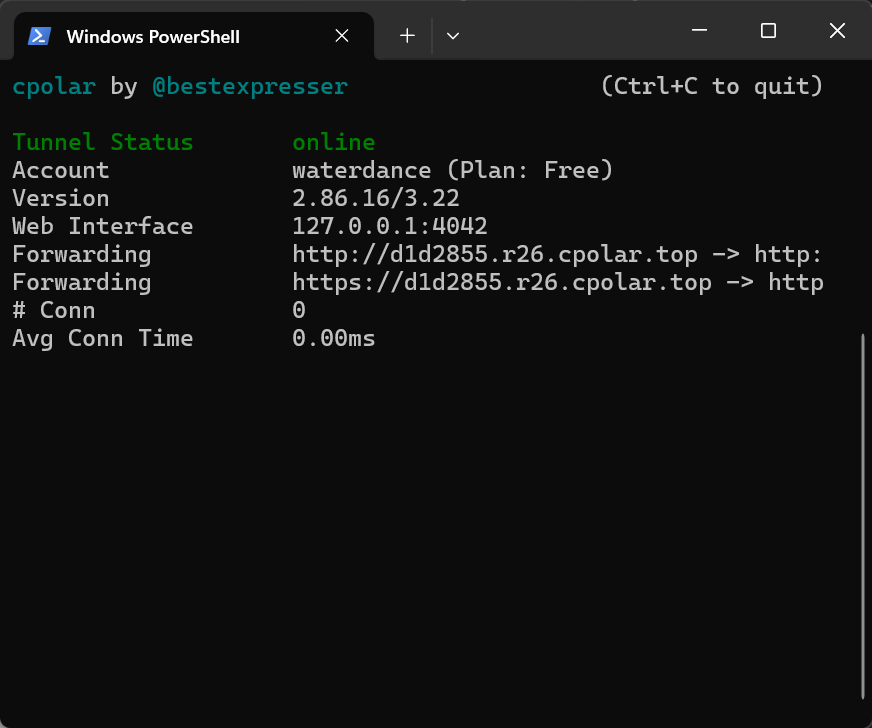 Windows PowerShell
cpolar by @bestexpresser (Ctrl+C to quit)
Tunnel Status online
Account waterdance (Plan: Free)
Version 2.86.16/3.22
Web Interface 127.0.0.1:4042
Forwarding http://d1d2855.r26.cpolar.top -> http:
Forwarding https://d1d2855.r26.cpolar.top -> http
# Conn 0
Avg Conn Time 0.00ms